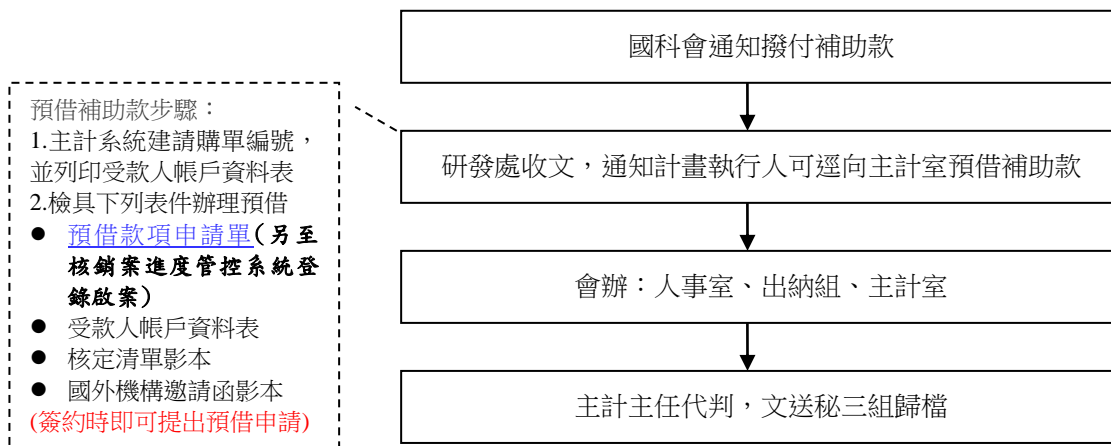 國科會通知撥付補助款
預借補助款步驟：
1.主計系統建請購單編號，
並列印受款人帳戶資料表
2.檢具下列表件辦理預借
● 預借款項申請單(另至
核銷案進度管控系統登
錄啟案)
● 受款人帳戶資料表
● 核定清單影本
● 國外機構邀請函影本
(簽約時即可提出預借申請)
研發處收文，通知計畫執行人可逕向主計室預借補助款
會辦：人事室、出納組、主計室
主計主任代判，文送秘三組歸檔